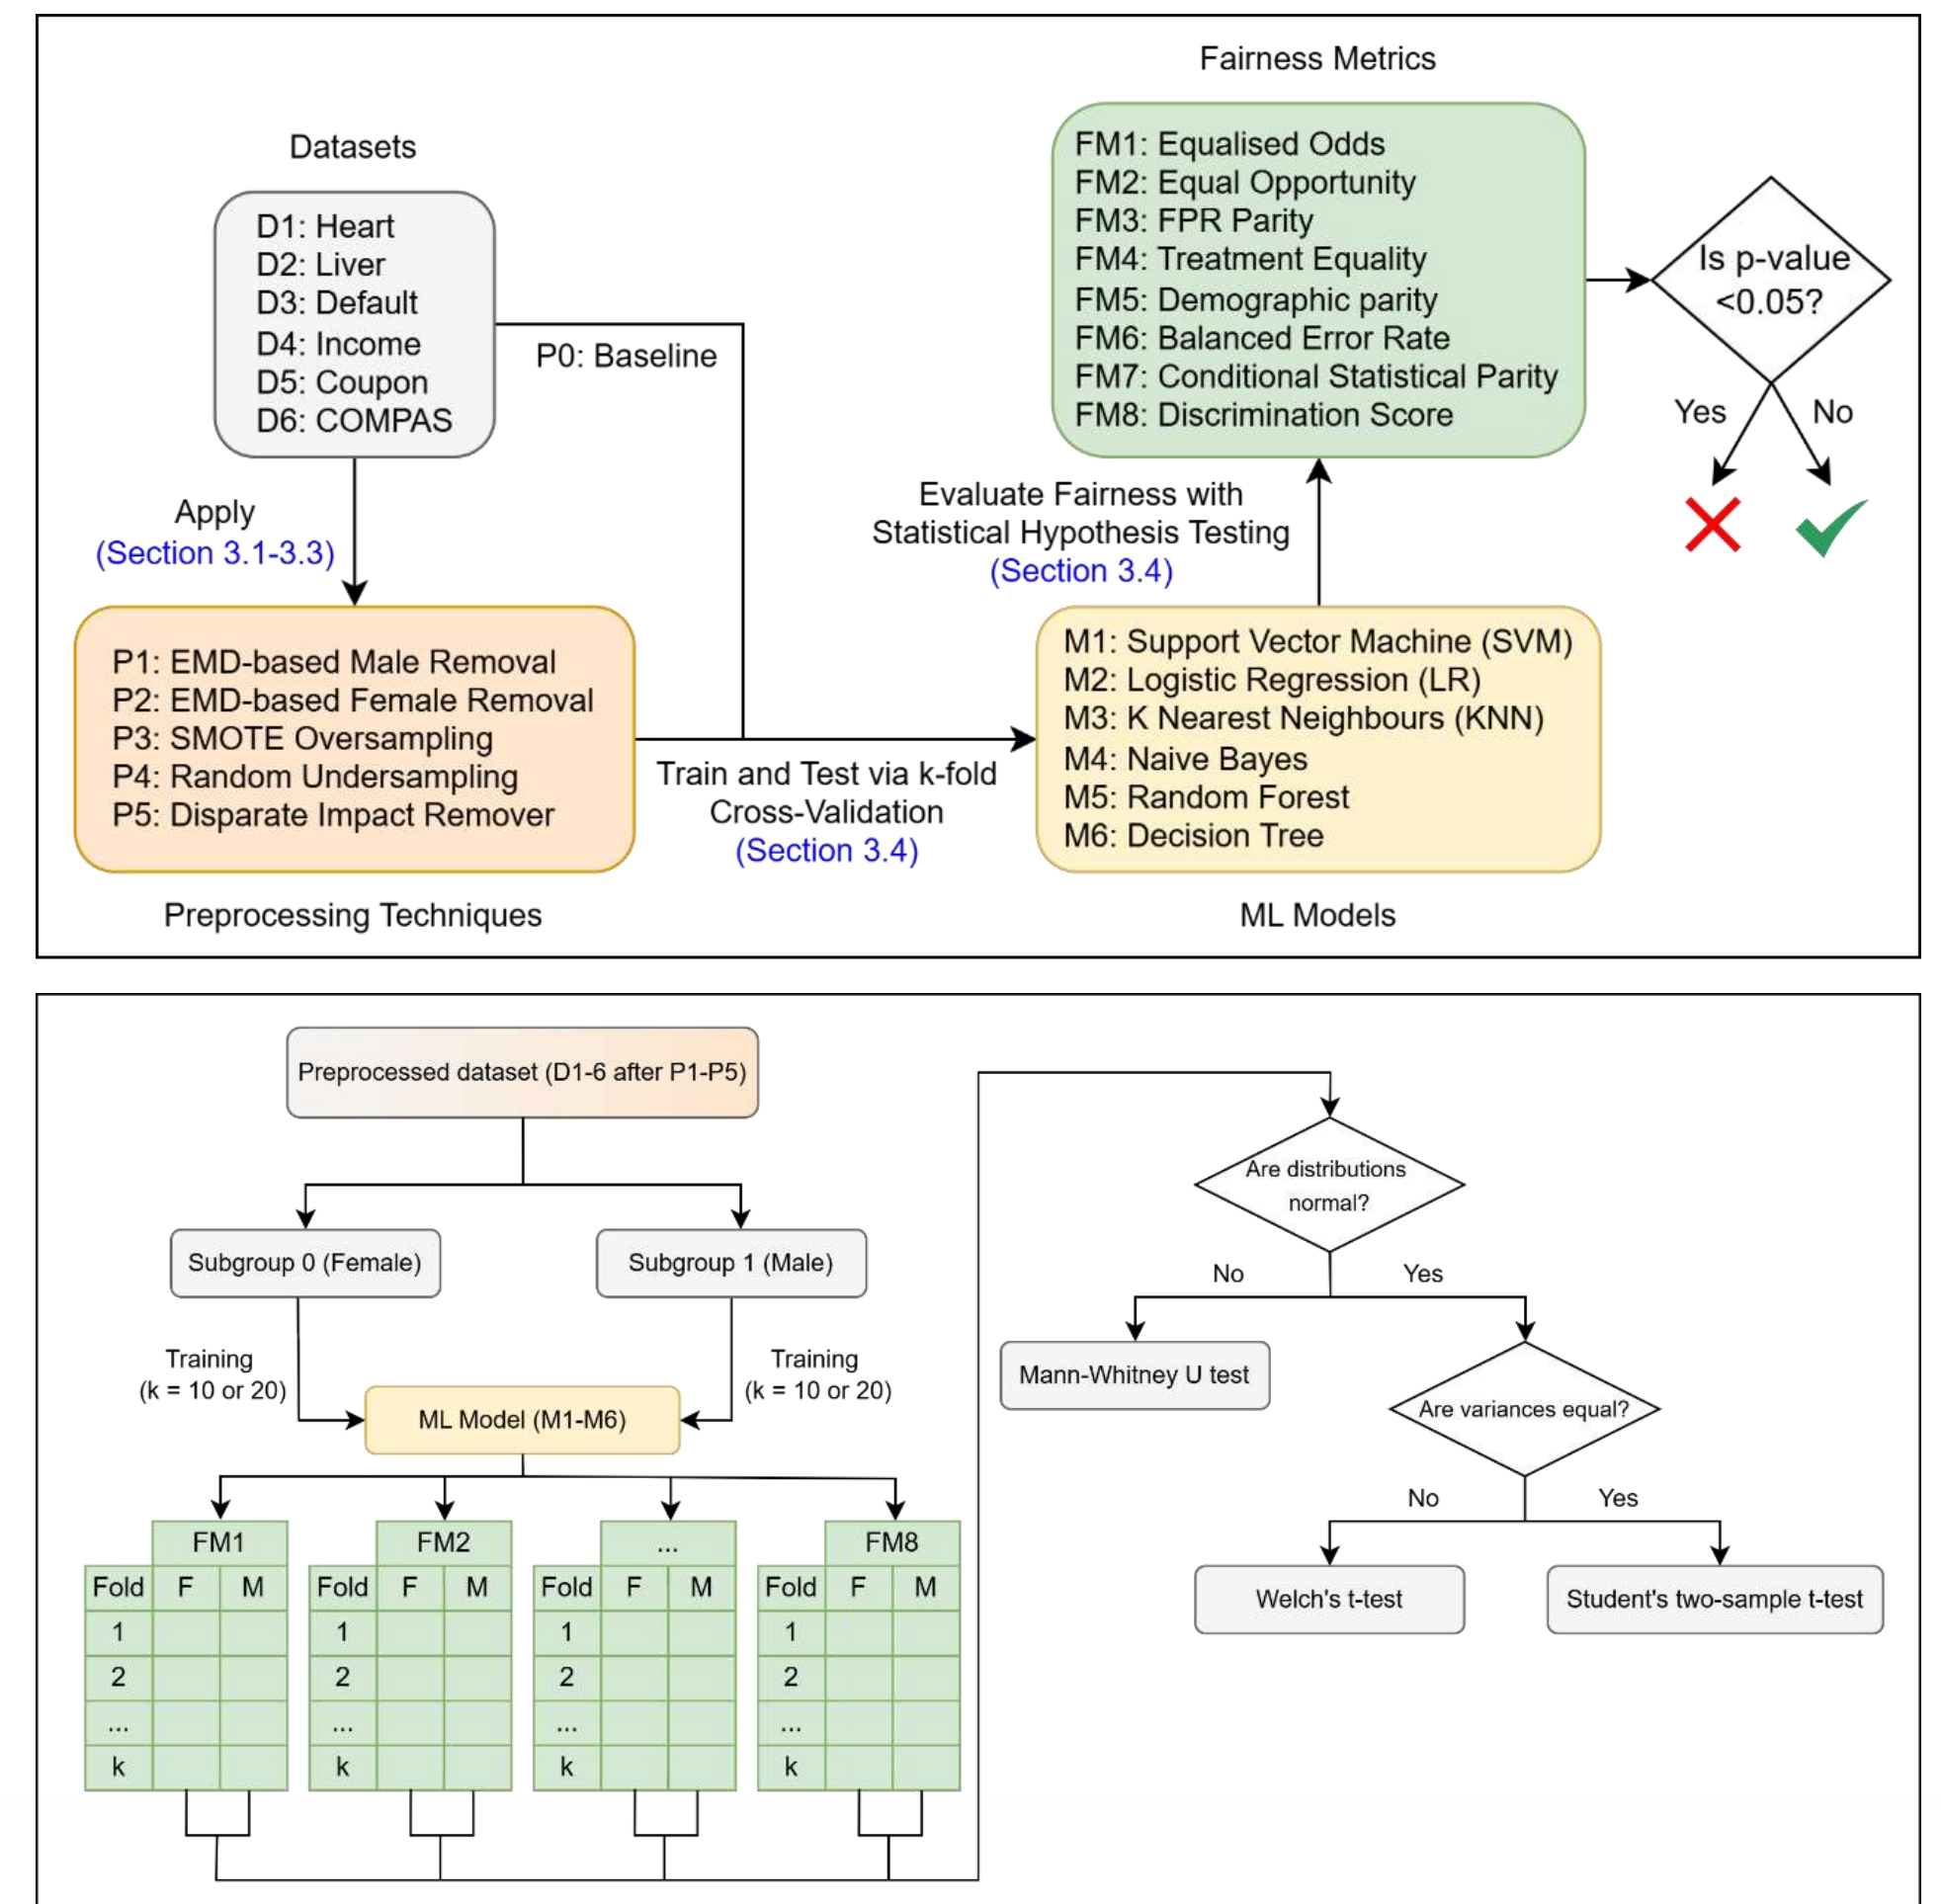 Datasets
D1: Heart
D2: Liver
D3: Default
D4: Income
D5: Coupon
D6: COMPAS
P0: Baseline
Apply
(Section 3.1-3.3)
P1: EMD-based Male Removal
P2: EMD-based Female Removal
P3: SMOTE Oversampling
P4: Random Undersampling
P5: Disparate Impact Remover
Preprocessing Techniques
Train and Test via k-fold
Cross-Validation
(Section 3.4)
M1: Support Vector Machine (SVM)
M2: Logistic Regression (LR)
M3: K Nearest Neighbours (KNN)
M4: Naive Bayes
M5: Random Forest
M6: Decision Tree
ML Models
Evaluate Fairness with
Statistical Hypothesis Testing
(Section 3.4)
Fairness Metrics
FM1: Equalised Odds
FM2: Equal Opportunity
FM3: FPR Parity
FM4: Treatment Equality
FM5: Demographic parity
FM6: Balanced Error Rate
FM7: Conditional Statistical Parity
FM8: Discrimination Score
Is p-value
<0.05?
Yes
No
Preprocessed dataset (D1-6 after P1-P5)
Subgroup 0 (Female)
Subgroup 1 (Male)
Training
(k = 10 or 20)
Training
(k = 10 or 20)
ML Model (M1-M6)
FM1
Fold F M
1
2
...
k
FM2
Fold F M
1
2
...
k
...
Fold F M
1
2
...
k
FM8
Fold F M
1
2
...
k
Are distributions
normal?
No
Yes
Mann-Whitney U test
Are variances equal?
No
Yes
Welch's t-test
Student's two-sample t-test